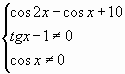 cos 2x − cos x + 10
tgx − 1 ≠ 0
cos x ≠ 0